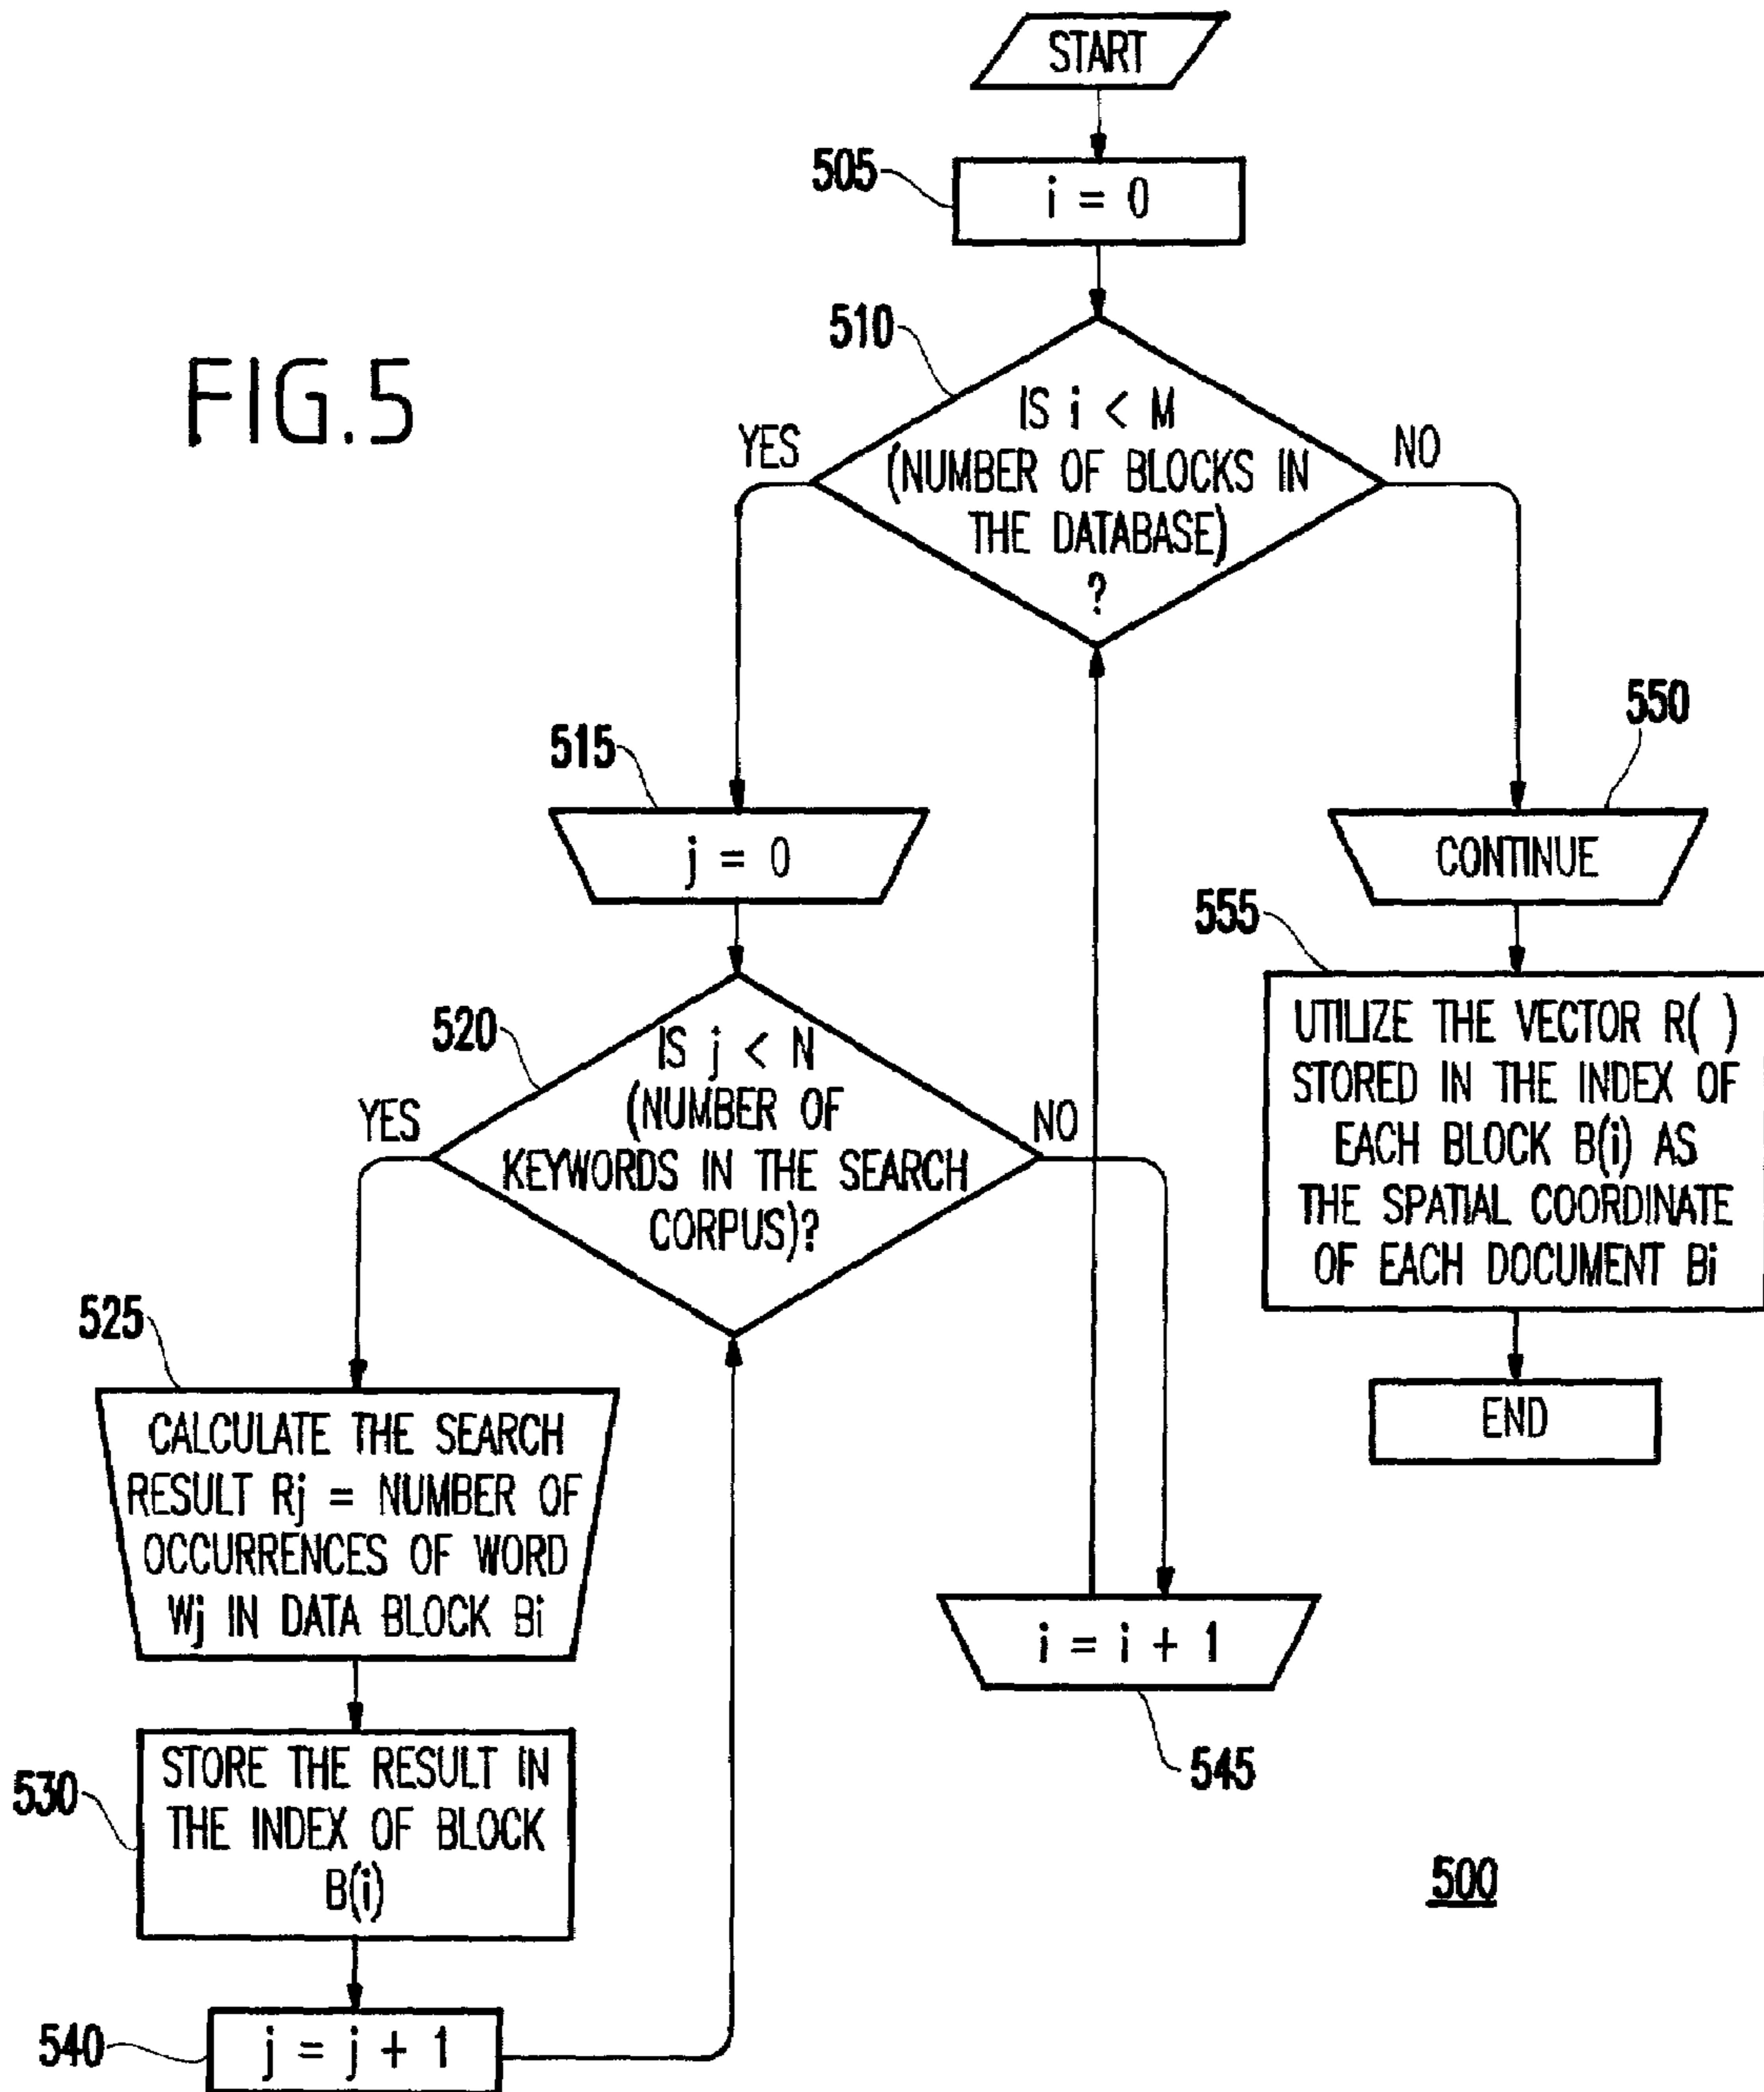 START
505
i = 0
510
FIG.5
IS i < M
(NUMBER OF BLOCKS IN
THE DATABASE)
?
YES
NO
515
j = 0
550
CONTINUE
555
UTILIZE THE VECTOR R( )
STORED IN THE INDEX OF
EACH BLOCK B(i) AS
THE SPATIAL COORDINATE
OF EACH DOCUMENT Bi
END
520
IS j < N
(NUMBER OF
KEYWORDS IN THE SEARCH
CORPUS)?
YES
NO
525
CALCULATE THE SEARCH
RESULT Rj = NUMBER OF
OCCURRENCES OF WORD
Wj IN DATA BLOCK Bi
i = i + 1
545
530
STORE THE RESULT IN
THE INDEX OF BLOCK
B(i)
540
j = j + 1
500